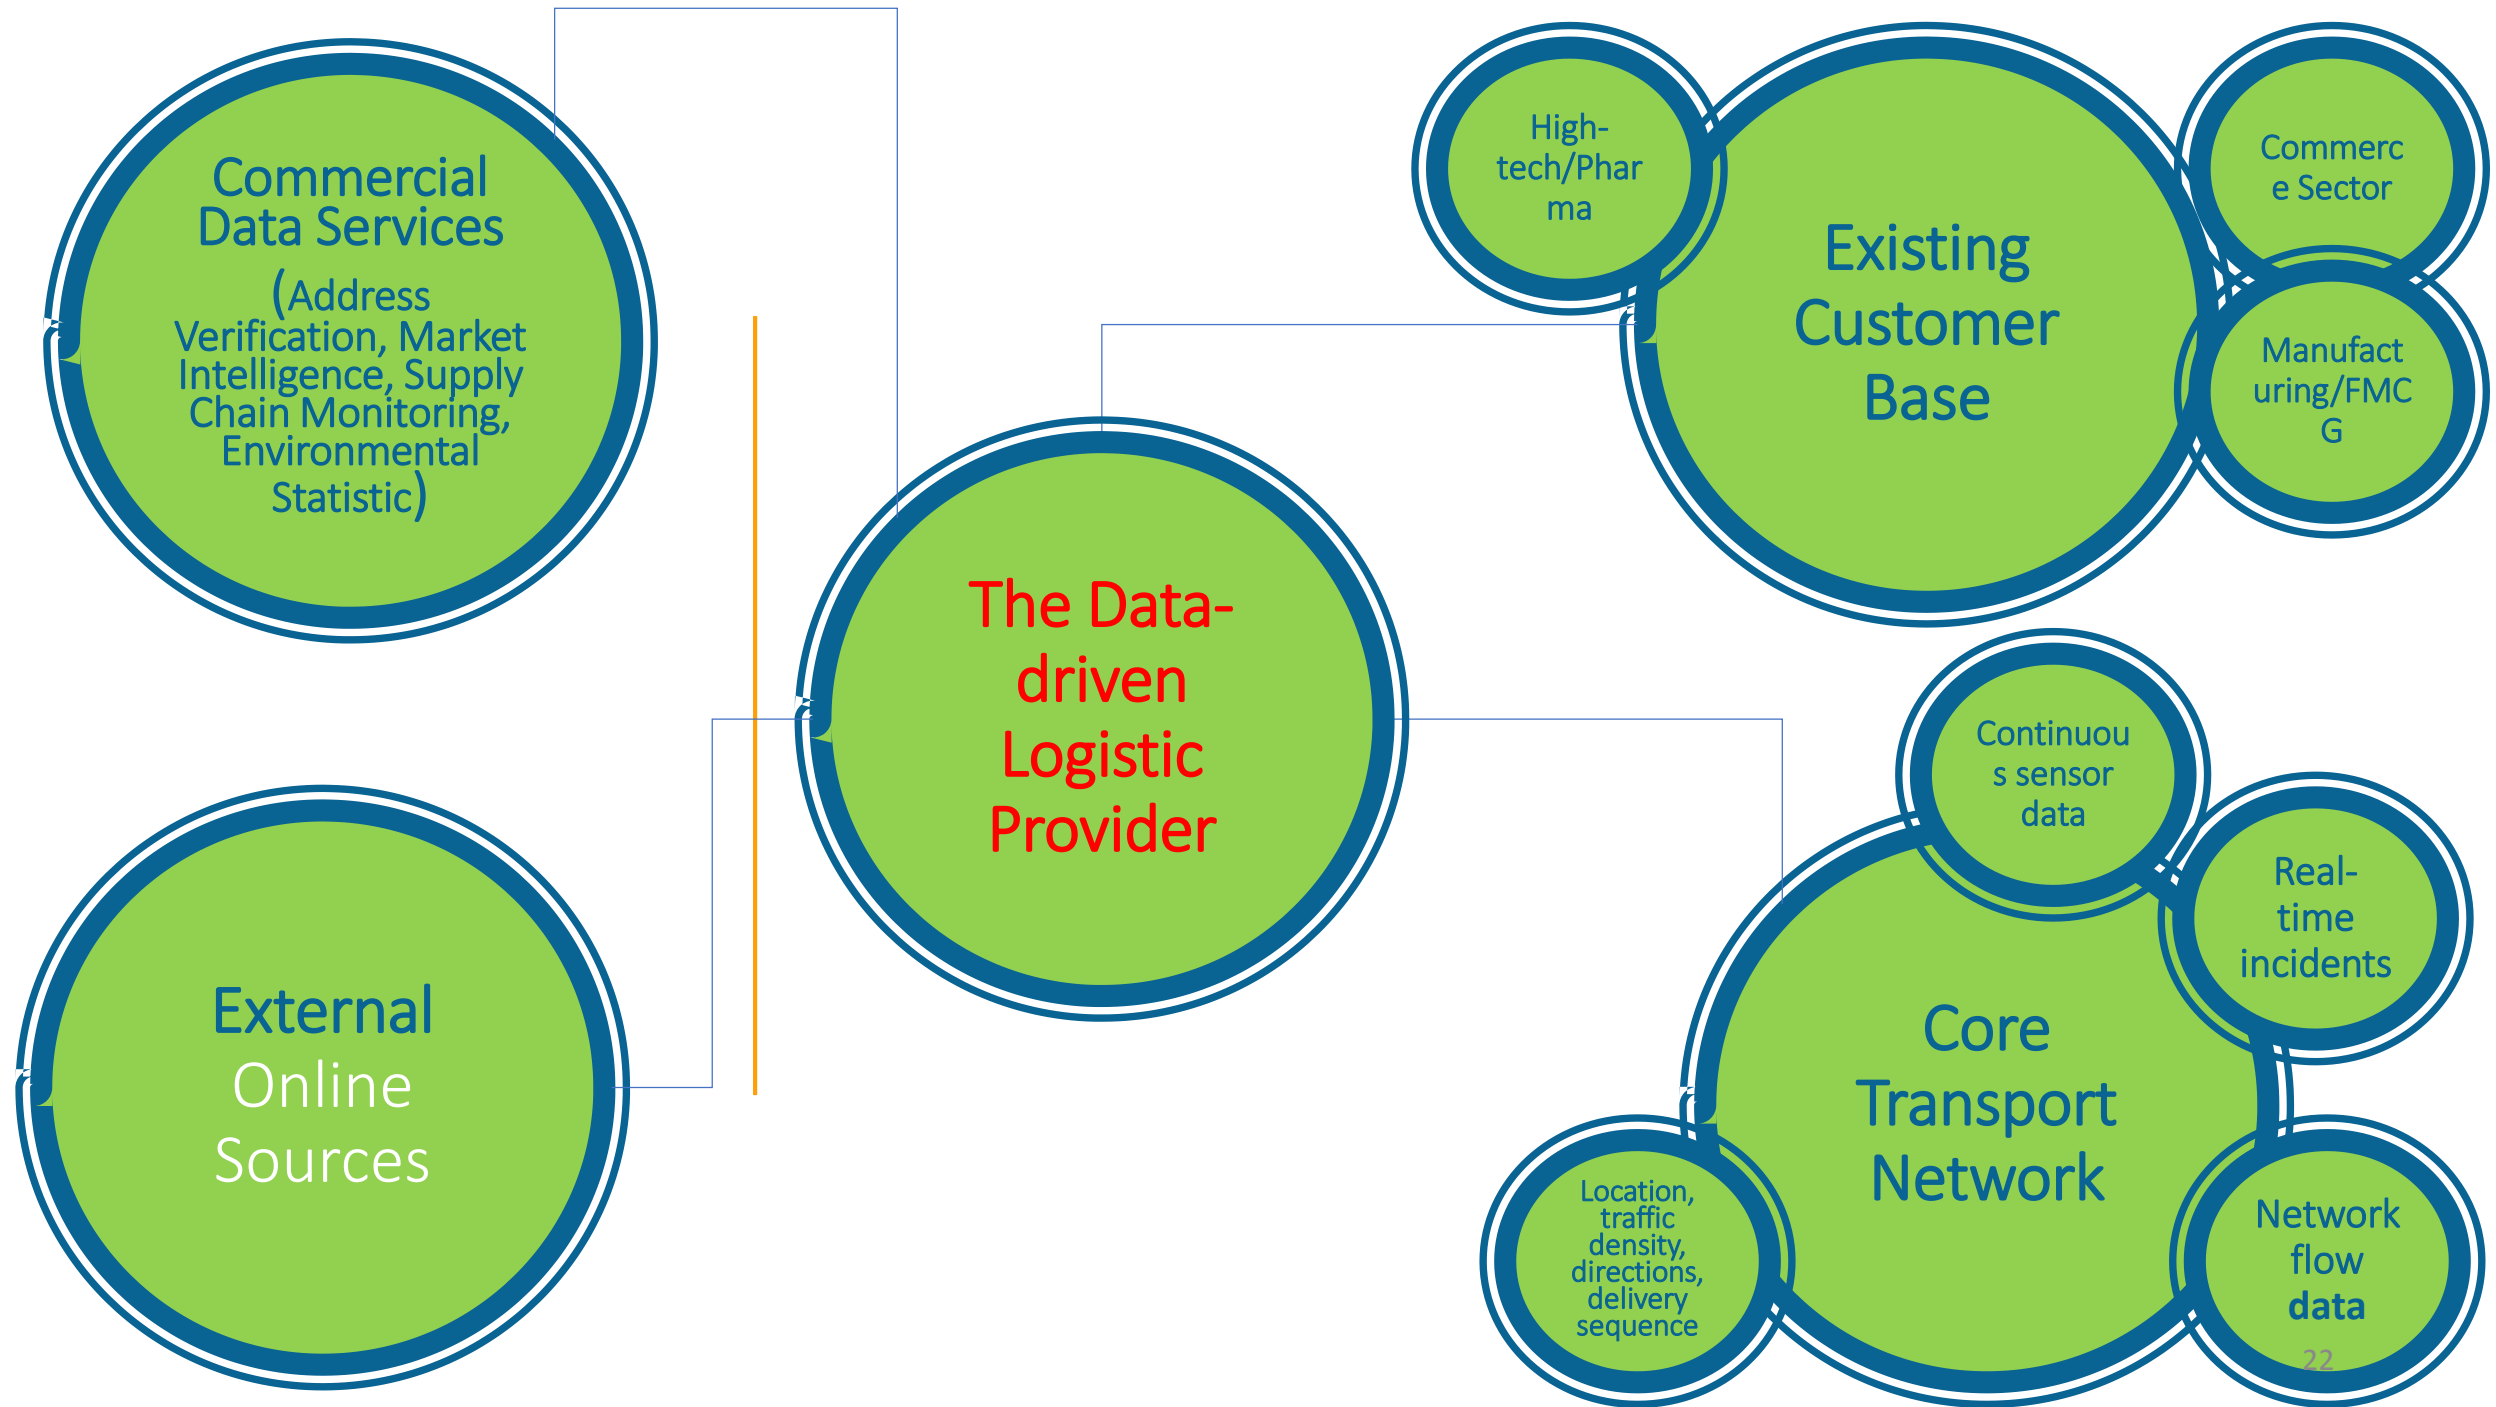 Commercial
Data Services
(Address
Verification, Market
Intelligence, Supply
Chain Monitoring,
Environmental
Statistic)
External
Online
Sources
The Data-
driven
Logistic
Provider
High-
tech/Phar
ma
Existing
Customer
Base
Commerc
e Sector
Manufact
uring/FMC
G
Continuou
s sensor
data
Real-
time
incidents
Core
Transport
Network
Location,
traffic
density,
directions,
delivery
sequence
Network
flow
data
22